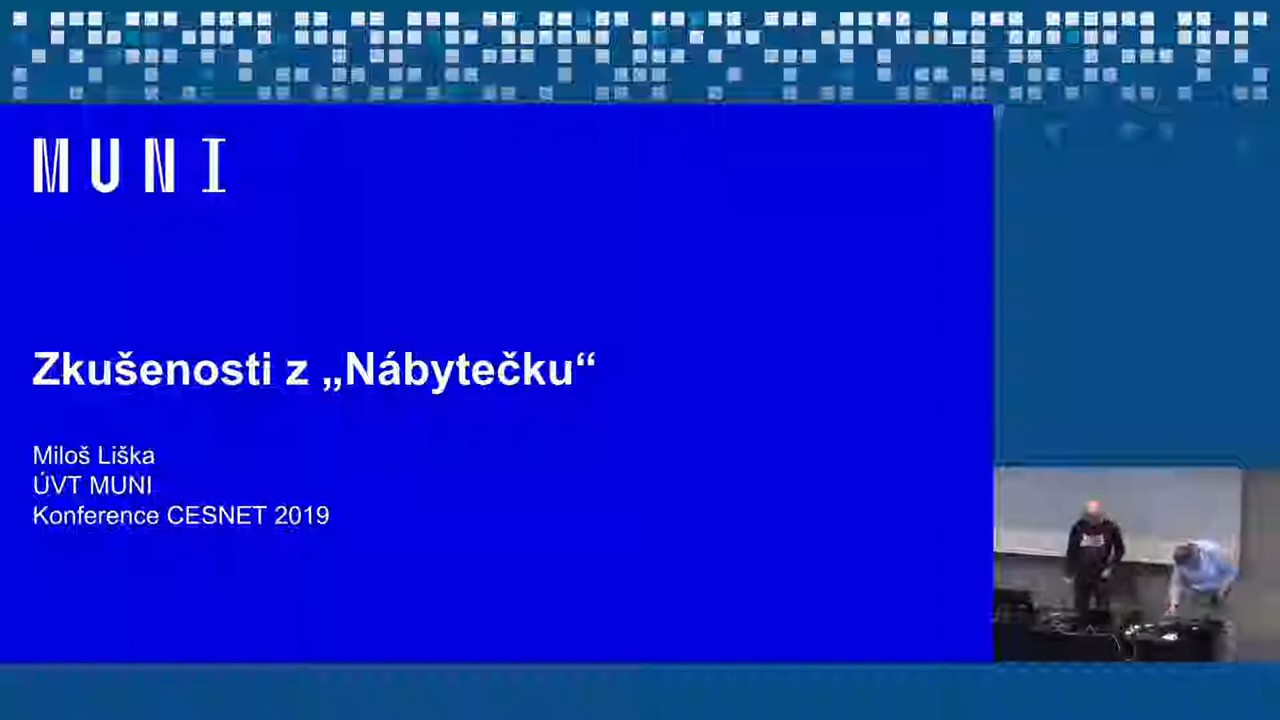 MUNI
Zkušenosti z „Nábytečku“
Miloš Liška
ÚVT MUNI
Konference CESNET 2019